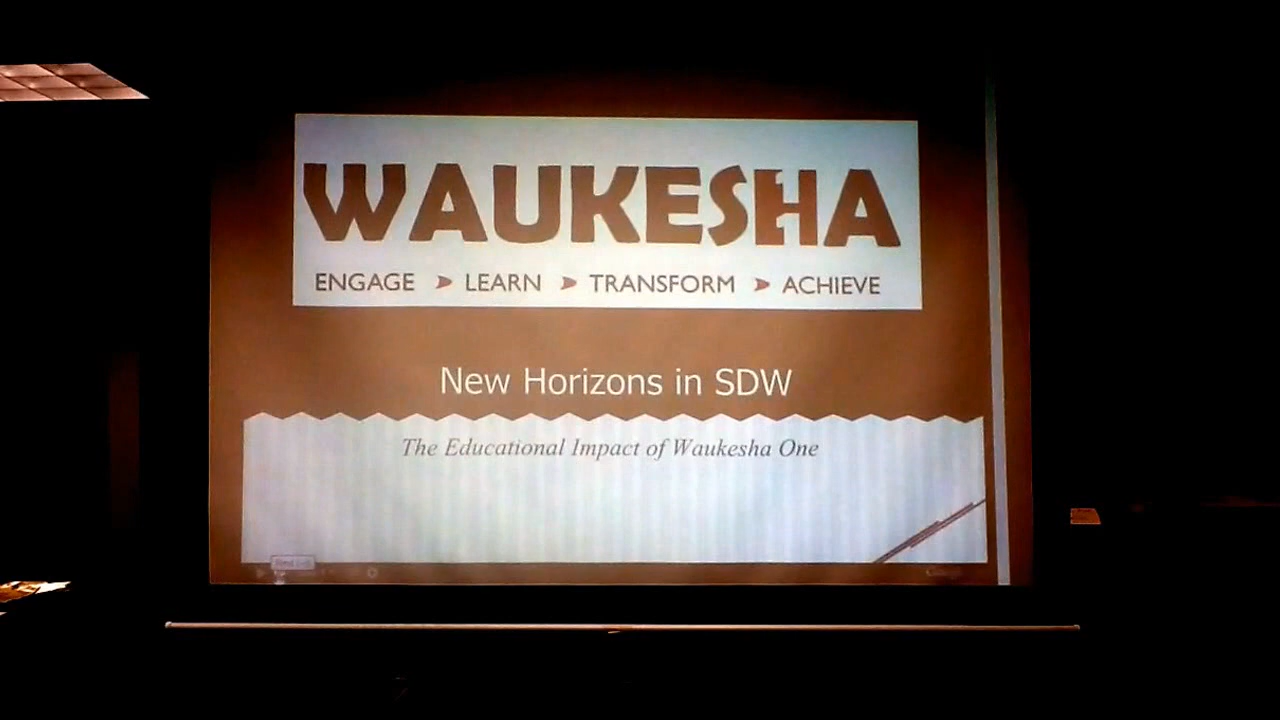 WAUKESHA
ENGAGE ➤ LEARN ➤ TRANSFORM ➤ ACHIEVE
New Horizons in SDW
The Educational Impact of Waukesha One